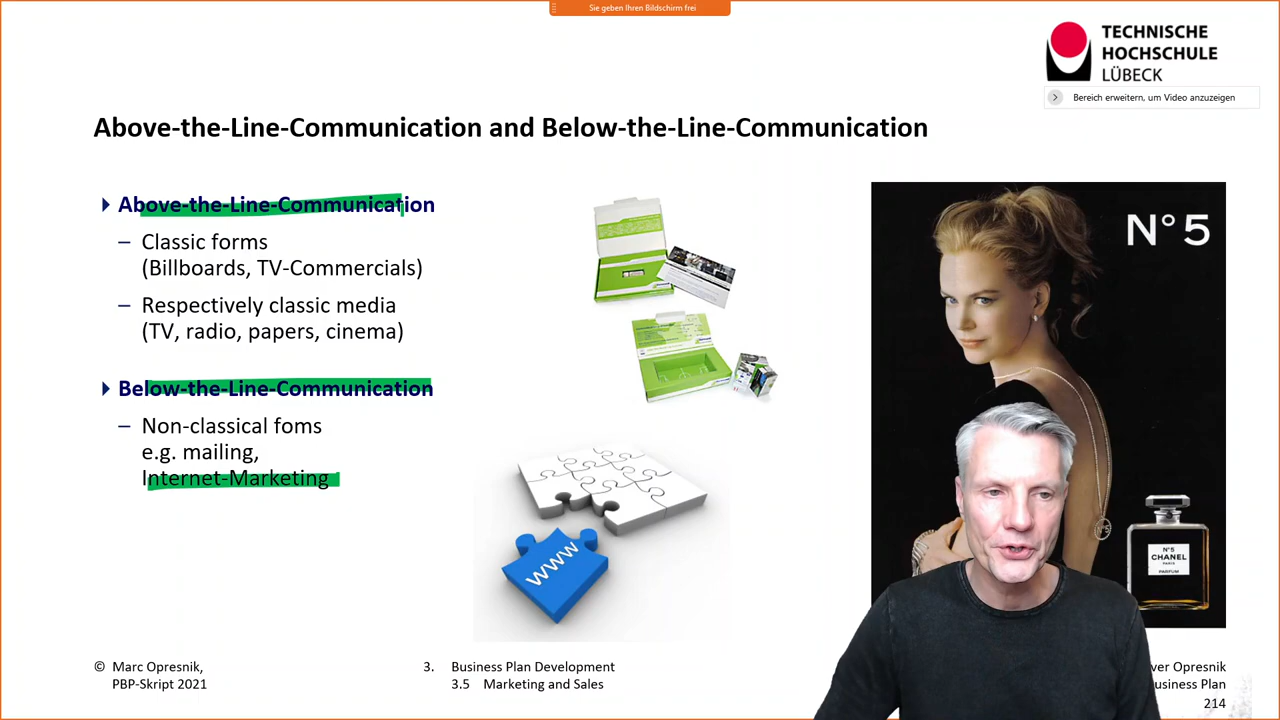 Sie geben Ihren Bildschirm frei
TECHNISCHE
HOCHSCHULE
LÜBECK
Bereich erweitern, um Video anzuzeigen
Above-the-Line-Communication and Below-the-Line-Communication
Above-the-Line-Communication
– Classic forms
(Billboards, TV-Commercials)
– Respectively classic media
(TV, radio, papers, cinema)
Below-the-Line-Communication
– Non-classical foms
e.g. mailing,
Internet-Marketing
www
N°5
N°5
N°5
CHANEL
PARIS
PARFUM
© Marc Opresnik,
PBP-Skript 2021
3. Business Plan Development
3.5 Marketing and Sales
Opresnik
Plan
214